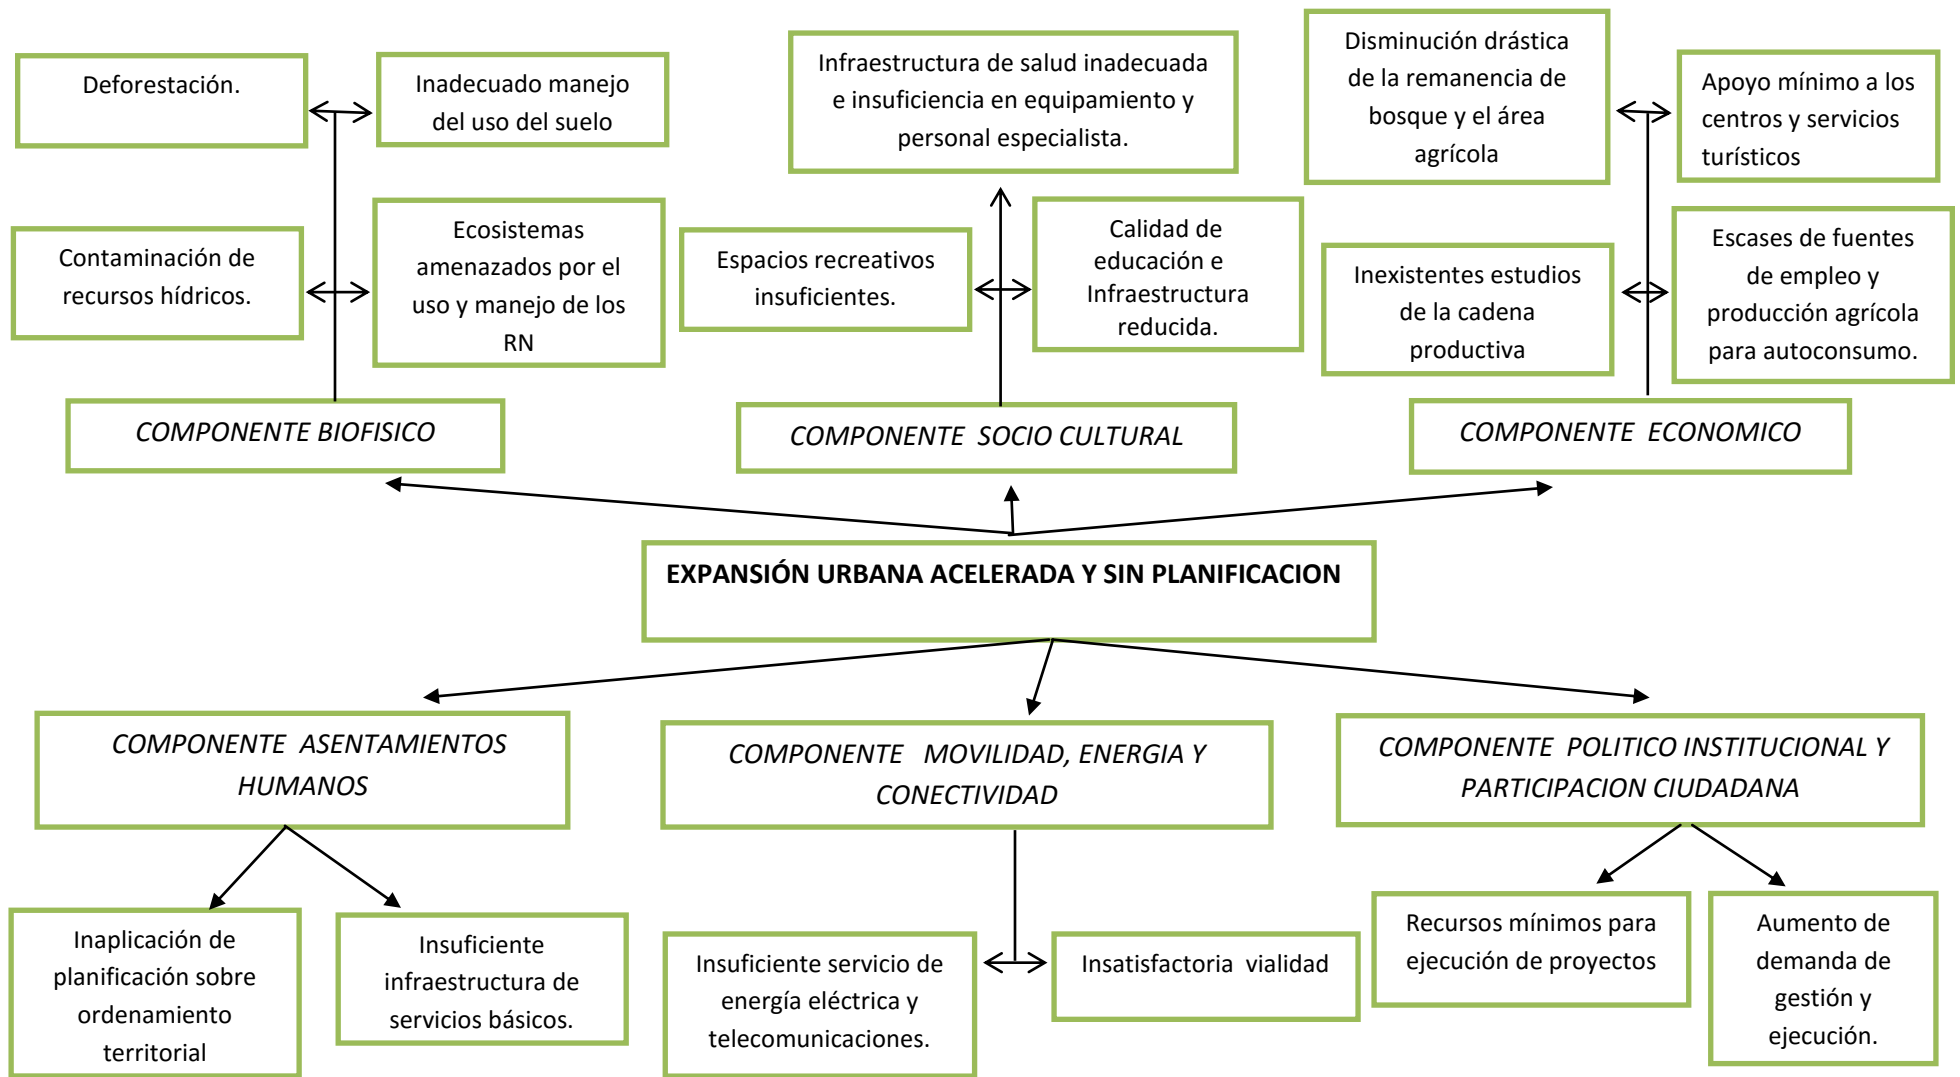 Deforestación.
Inadecuado manejo
del uso del suelo
Infraestructura de salud inadecuada
e insuficiencia en equipamiento y
personal especialista.
Disminución drástica
de la remanencia de
bosque y el área
agrícola
Apoyo mínimo a los
centros y servicios
turísticos
Contaminación de
recursos hídricos.
Ecosistemas
amenazados por el
uso y manejo de los
RN
Espacios recreativos
insuficientes.
Calidad de
educación e
Infraestructura
reducida.
Inexistentes estudios
de la cadena
productiva
Escases de fuentes
de empleo y
producción agrícola
para autoconsumo.
COMPONENTE BIOFISICO
COMPONENTE SOCIO CULTURAL
COMPONENTE ECONOMICO
EXPANSIÓN URBANA ACELERADA Y SIN PLANIFICACION
COMPONENTE ASENTAMIENTOS
HUMANOS
COMPONENTE MOVILIDAD, ENERGIA Y
CONECTIVIDAD
COMPONENTE POLITICO INSTITUCIONAL Y
PARTICIPACION CIUDADANA
Inaplicación de
planificación sobre
ordenamiento
territorial
Insuficiente
infraestructura de
servicios básicos.
Insuficiente servicio de
energía eléctrica y
telecomunicaciones.
Insatisfactoria vialidad
Recursos mínimos para
ejecución de proyectos
Aumento de
demanda de
gestión y
ejecución.